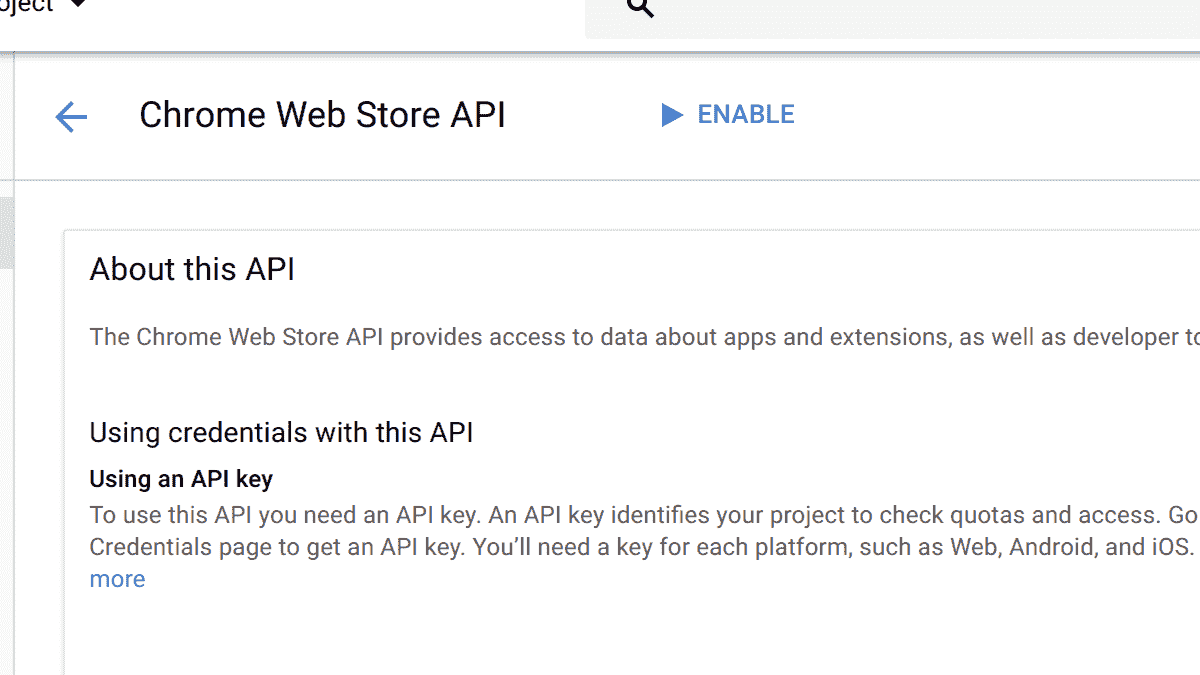 Chrome Web Store API
ENABLE
About this API
The Chrome Web Store API provides access to data about apps and extensions, as well as developer
Using credentials with this API
Using an API key
To use this API you need an API key. An API key identifies your project to check quotas and access. Go
Credentials page to get an API key. You’ll need a key for each platform, such as Web, Android, and iOS.
more